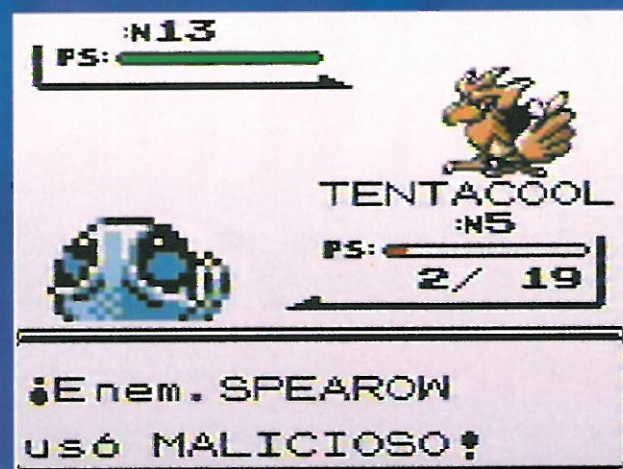 :N13
PS:
TENTACOOL
:N5
PS:
2/ 19
¡Enem. SPEAROW
usó MALICIOSO!